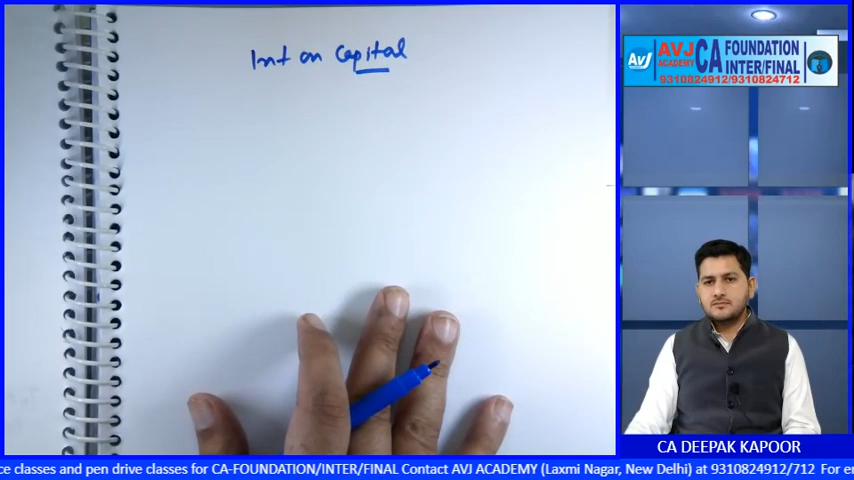 Int on Capital
AVJ
AVJ
ACADEMY
CA
FOUNDATION
INTER/FINAL
9310824912/9310824712
CA DEEPAK KAPOOR
ce classes and pen drive classes for CA-FOUNDATION/INTER/FINAL Contact AVJ ACADEMY (Laxmi Nagar, New Delhi) at 9310824912/712 For en